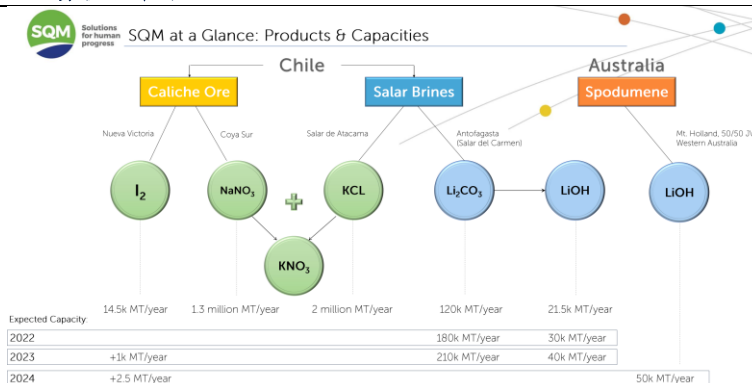 SQM Solutions for human progress SQM at a Glance: Products & Capacities
Chile Australia
Caliche Ore Salar Brines Spodumene
Nueva Victoria Coya Sur Salar de Atacama Antofagasta (Salar del Carmen) Mt. Holland, 50/50 JV Western Australia
I₂ NaNO₃ + KCL Li₂CO₃ LiOH LiOH
KNO₃
14.5k MT/year 1.3 million MT/year 2 million MT/year 120k MT/year 21.5k MT/year
Expected Capacity:
2022 180k MT/year 30k MT/year
2023 +1k MT/year 210k MT/year 40k MT/year
2024 +2.5 MT/year 50k MT/year